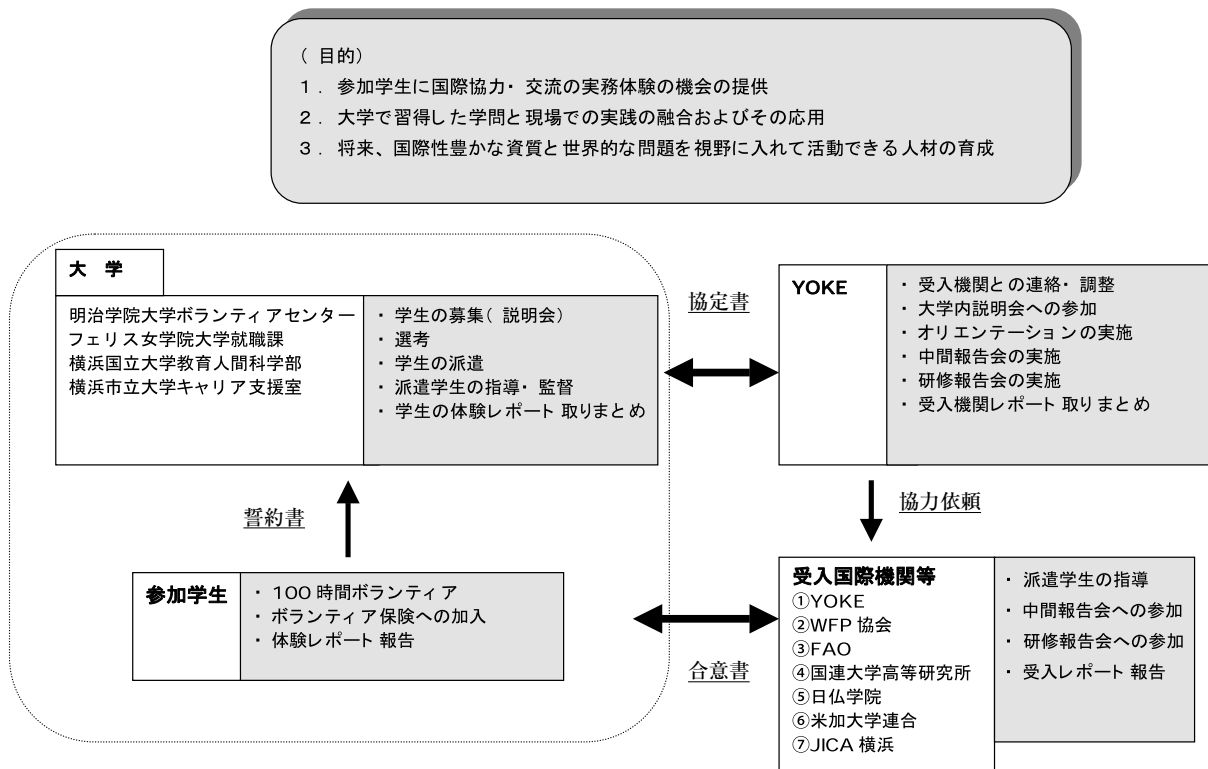 ( 目的)
1. 参加学生に国際協力・交流の実務体験の機会の提供
2. 大学で習得した学問と現場での実践の融合およびその応用
3. 将来、国際性豊かな資質と世界的な問題を視野に入れて活動できる人材の育成
大 学
明治学院大学ボランティアセンター
フェリス女学院大学就職課
横浜国立大学教育人間科学部
横浜市立大学キャリア支援室
・ 学生の募集( 説明会)
・ 選考
・ 学生の派遣
・ 派遣学生の指導・監督
・ 学生の体験レポート 取りまとめ
協定書
YOKE
・ 受入機関との連絡・調整
・ 大学内説明会への参加
・ オリエンテーションの実施
・ 中間報告会の実施
・ 研修報告会の実施
・ 受入機関レポート 取りまとめ
誓約書
協力依頼
参加学生
・ 100 時間ボランティア
・ ボランティア保険への加入
・ 体験レポート 報告
合意書
受入国際機関等
①YOKE
②WFP 協会
③FAO
④国連大学高等研究所
⑤日仏学院
⑥米加大学連合
⑦JICA 横浜
・ 派遣学生の指導
・ 中間報告会への参加
・ 研修報告会への参加
・ 受入レポート 報告